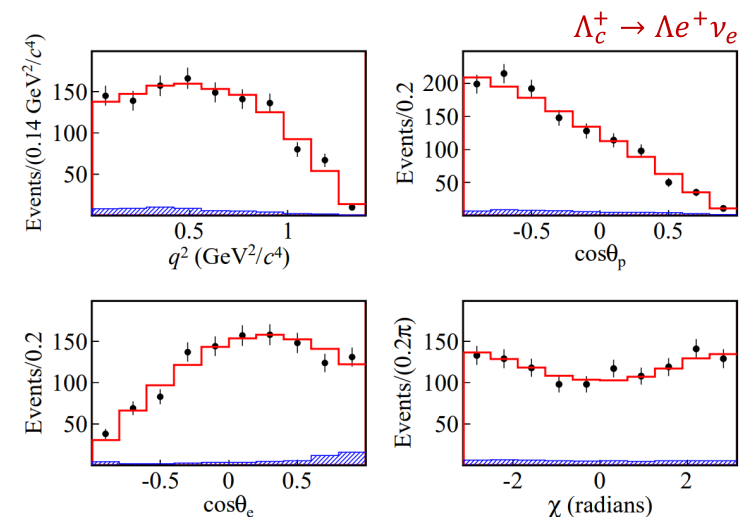 Λc⁺ → Λe⁺νe
Events/(0.14 GeV²/c⁴)
150
100
50
0.5 1
q² (GeV²/c⁴)
Events/0.2
200
150
100
50
-0.5 0 0.5
cosθp
Events/0.2
150
100
50
-0.5 0 0.5
cosθe
Events/(0.2π)
150
100
50
-2 0 2
χ (radians)